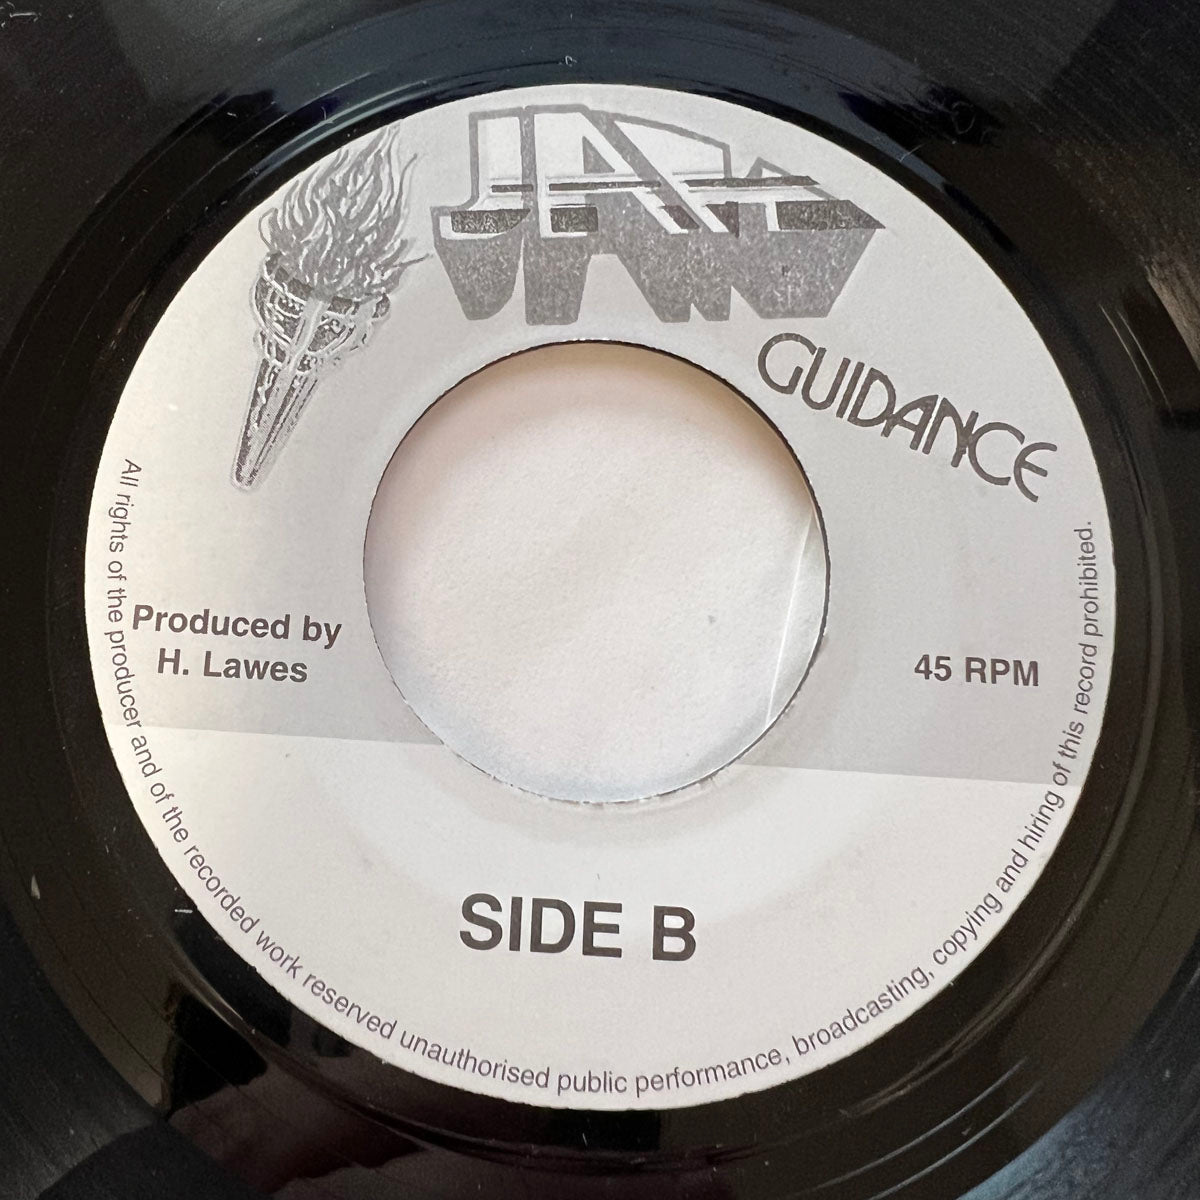 JAH
GUIDANCE
Produced by
H. Lawes
45 RPM
SIDE B
All rights of the producer and of the recorded work reserved unauthorised public performance, broadcasting, copying and hiring of this record prohibited.